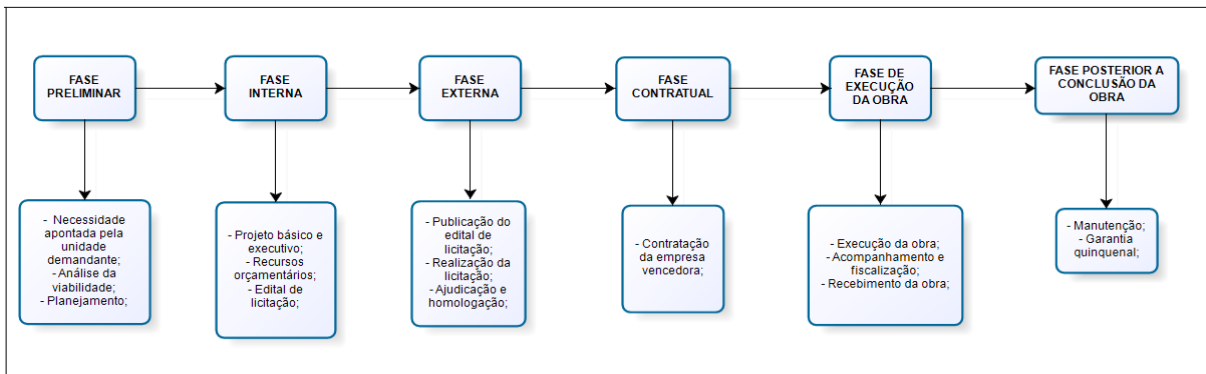 FASE
PRELIMINAR
FASE
INTERNA
FASE
EXTERNA
FASE
CONTRATUAL
FASE DE
EXECUÇÃO
DA OBRA
FASE POSTERIOR A
CONCLUSÃO DA
OBRA
- Necessidade
apontada pela
unidade
demandante;
- Análise da
viabilidade;
- Planejamento;
- Projeto básico e
executivo;
- Recursos
orçamentários;
- Edital de
licitação;
- Publicação do
edital de
licitação;
- Realização da
licitação;
- Ajudicação e
homologação;
- Contratação
da empresa
vencedora;
- Execução da obra;
- Acompanhamento e
fiscalização;
- Recebimento da obra;
- Manutenção;
- Garantia
quinquenal;